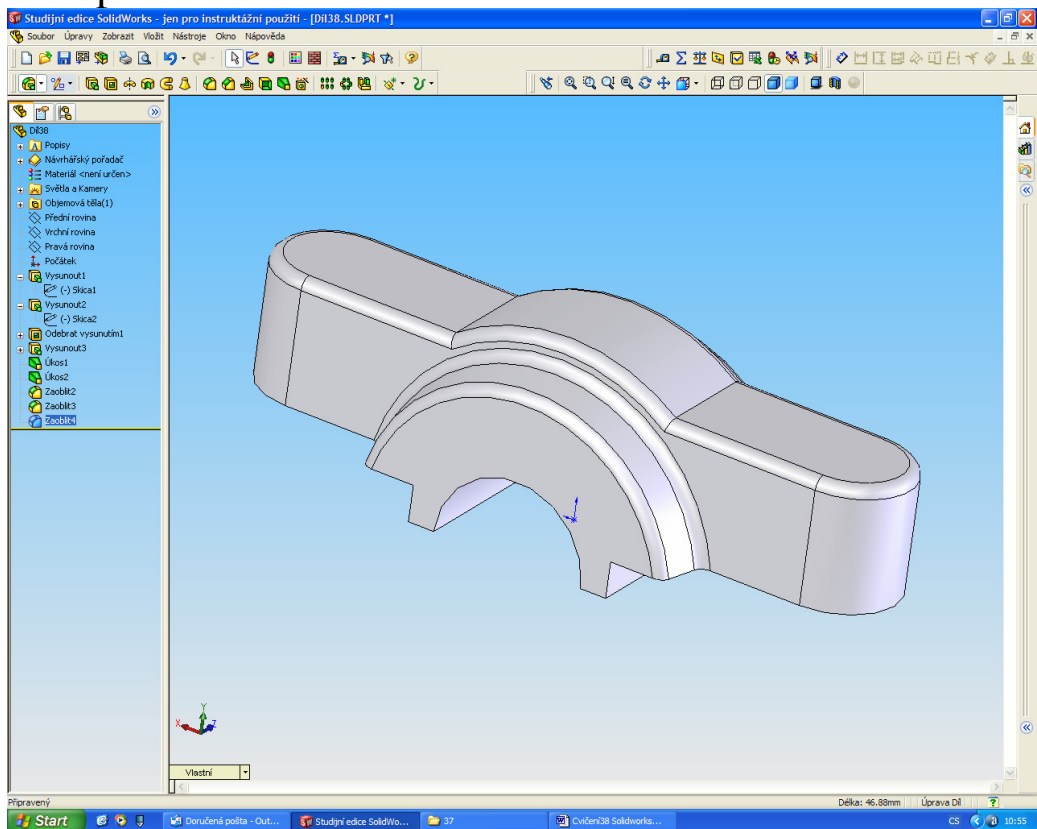 Studijní edice SolidWorks - jen pro instruktážní použití - [Díl38.SLDPRT *]
Soubor Úpravy Zobrazit Vložit Nástroje Okno Nápověda
Díl38
Popisy
Návrhářský pořadač
Materiál <není určen>
Světla a Kamery
Objemová těla(1)
Přední rovina
Vrchní rovina
Pravá rovina
Počátek
Vysunout1
(-) Skica1
Vysunout2
(-) Skica2
Odebrat vysunutím1
Vysunout3
Úkos1
Úkos2
Zaoblit2
Zaoblit3
Zaoblit4
Y
X
Z
Vlastní
Připravený
Délka: 46.88mm
Úprava Díl
?
Start
Doručená pošta - Out...
Studijní edice SolidWo...
37
Cvičení38 Solidworks...
CS
10:55